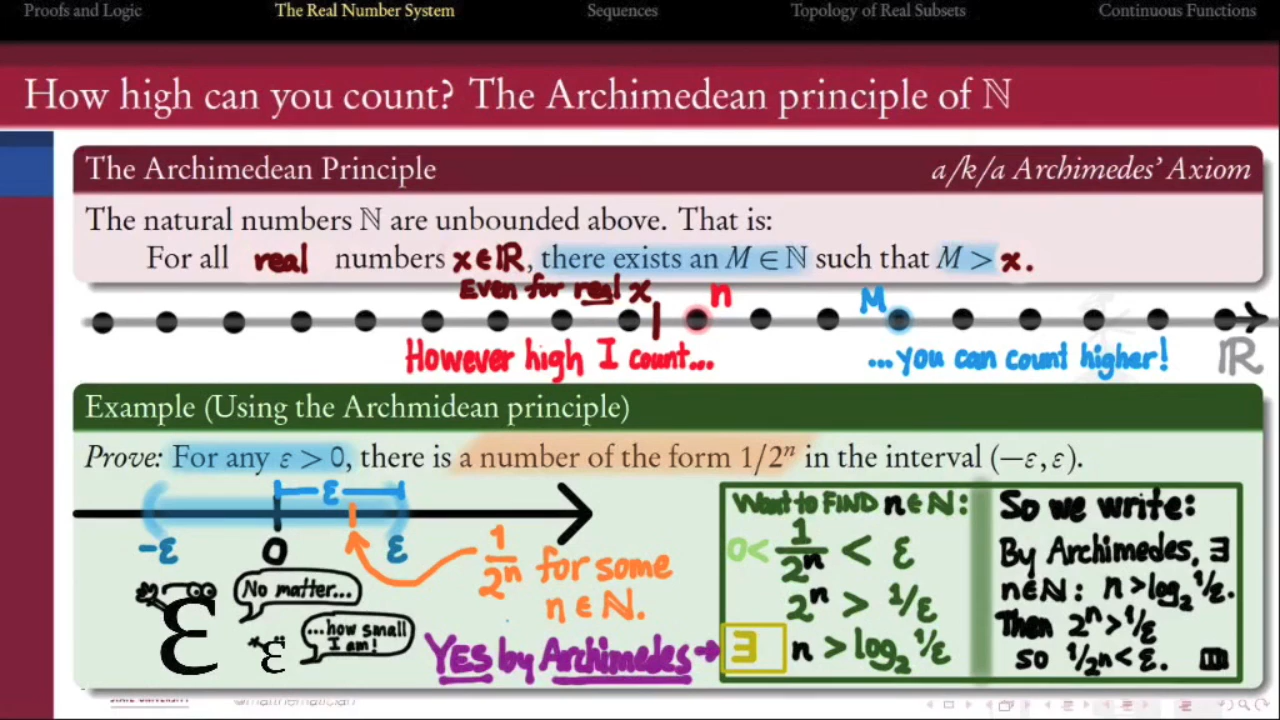 Proofs and Logic The Real Number System Sequences Topology of Real Subsets Continuous Functions
How high can you count? The Archimedean principle of ℕ
The Archimedean Principle a/k/a Archimedes' Axiom
The natural numbers ℕ are unbounded above. That is:
For all real numbers x∈ℝ, there exists an M ∈ ℕ such that M > x.
Even for real x n M
However high I count... ...you can count higher! ℝ
Example (Using the Archmidean principle)
Prove: For any ε > 0, there is a number of the form 1/2ⁿ in the interval (−ε, ε).
ε
-ε 0 ε
1/2ⁿ for some
n ∈ ℕ.
No matter...
...how small
I am!
ε ε
YES by Archimedes →
Want to FIND n∈ℕ:
0< 1/2ⁿ < ε
2ⁿ > 1/ε
∃ n > log₂ 1/ε
So we write:
By Archimedes, ∃
n∈ℕ: n>log₂ 1/ε.
Then 2ⁿ>1/ε
so 1/2ⁿ<ε.
STATE UNIVERSITY @mathematician